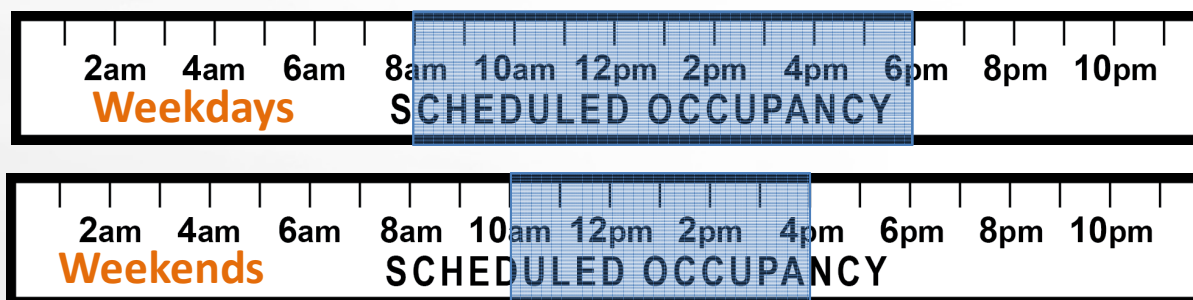 2am 4am 6am 8am 10am 12pm 2pm 4pm 6pm 8pm 10pm
Weekdays SCHEDULED OCCUPANCY
2am 4am 6am 8am 10am 12pm 2pm 4pm 6pm 8pm 10pm
Weekends SCHEDULED OCCUPANCY